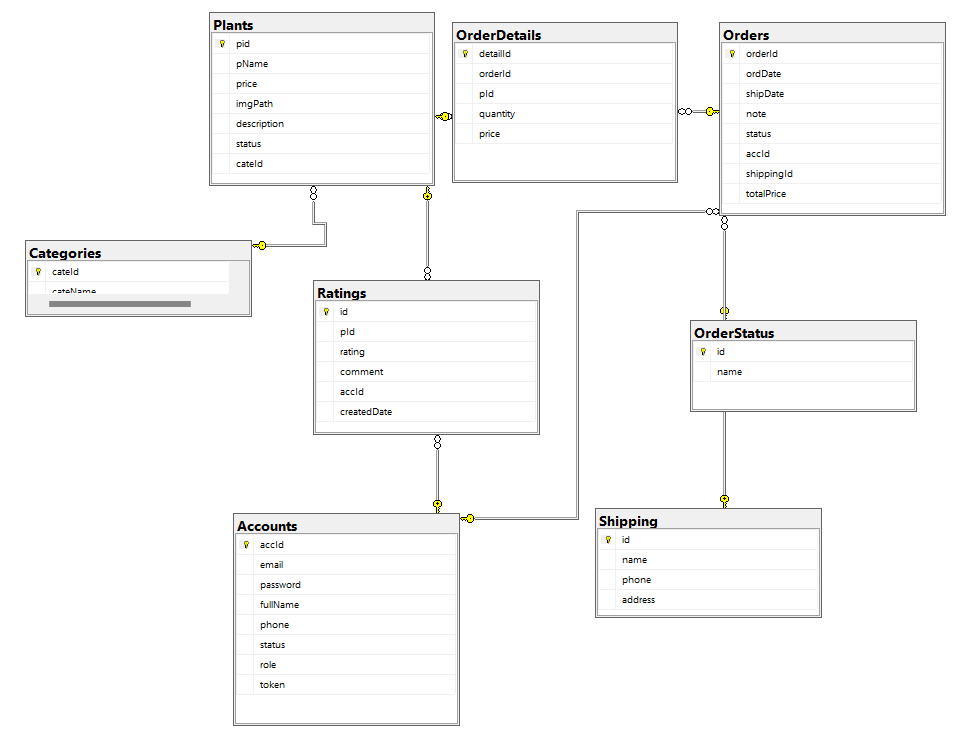 Plants
pid
pName
price
imgPath
description
status
cateId
OrderDetails
detailId
orderId
pId
quantity
price
Orders
orderId
ordDate
shipDate
note
status
accId
shippingId
totalPrice
Categories
cateId
cateName
Ratings
id
pId
rating
comment
accId
createdDate
OrderStatus
id
name
Accounts
accId
email
password
fullName
phone
status
role
token
Shipping
id
name
phone
address